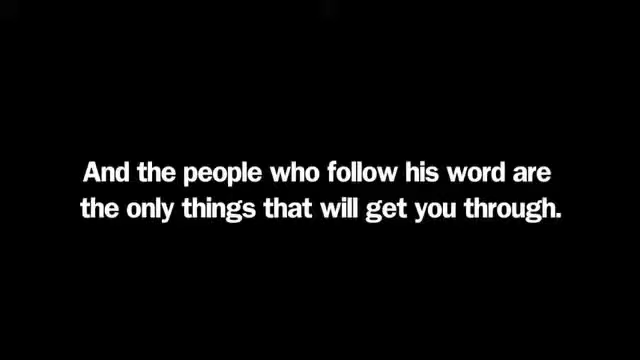 And the people who follow his word are
the only things that will get you through.